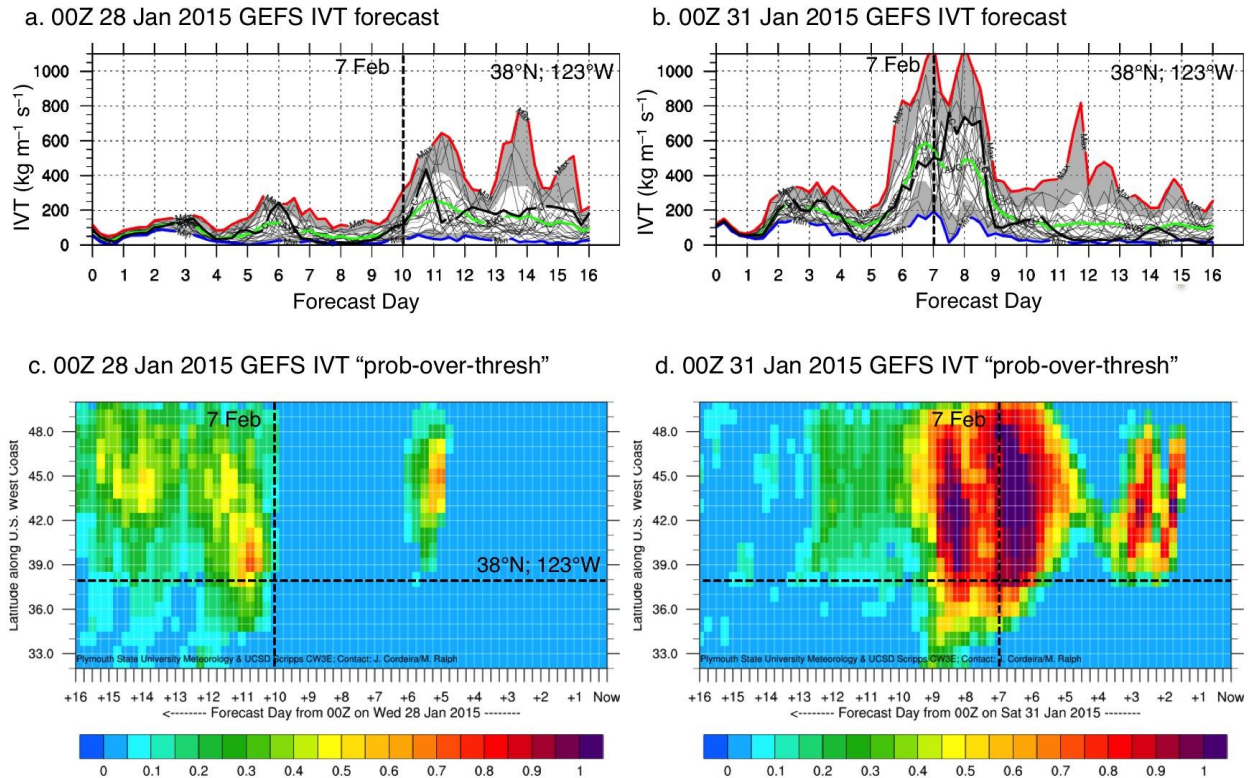 a. 00Z 28 Jan 2015 GEFS IVT forecast
7 Feb
38°N; 123°W
1000
800
600
400
200
0
IVT (kg m⁻¹ s⁻¹)
Max
Max
Max
Max
Max
Max
0 1 2 3 4 5 6 7 8 9 10 11 12 13 14 15 16
Forecast Day
b. 00Z 31 Jan 2015 GEFS IVT forecast
7 Feb
38°N; 123°W
1000
800
600
400
200
0
IVT (kg m⁻¹ s⁻¹)
Max
Max
Max
Max
AVG
0 1 2 3 4 5 6 7 8 9 10 11 12 13 14 15 16
Forecast Day
c. 00Z 28 Jan 2015 GEFS IVT “prob-over-thresh”
7 Feb
38°N; 123°W
Latitude along U.S. West Coast
48.0
45.0
42.0
39.0
36.0
33.0
Plymouth State University Meteorology & UCSD Scripps CW3E; Contact: J. Cordeira/M. Ralph
+16 +15 +14 +13 +12 +11 +10 +9 +8 +7 +6 +5 +4 +3 +2 +1 Now
<-------- Forecast Day from 00Z on Wed 28 Jan 2015 --------
0 0.1 0.2 0.3 0.4 0.5 0.6 0.7 0.8 0.9 1
d. 00Z 31 Jan 2015 GEFS IVT “prob-over-thresh”
7 Feb
Latitude along U.S. West Coast
48.0
45.0
42.0
39.0
36.0
33.0
38°N; 123°W
Plymouth State University Meteorology & UCSD Scripps CW3E; Contact: J. Cordeira/M. Ralph
+16 +15 +14 +13 +12 +11 +10 +9 +8 +7 +6 +5 +4 +3 +2 +1 Now
<-------- Forecast Day from 00Z on Sat 31 Jan 2015 --------
0 0.1 0.2 0.3 0.4 0.5 0.6 0.7 0.8 0.9 1